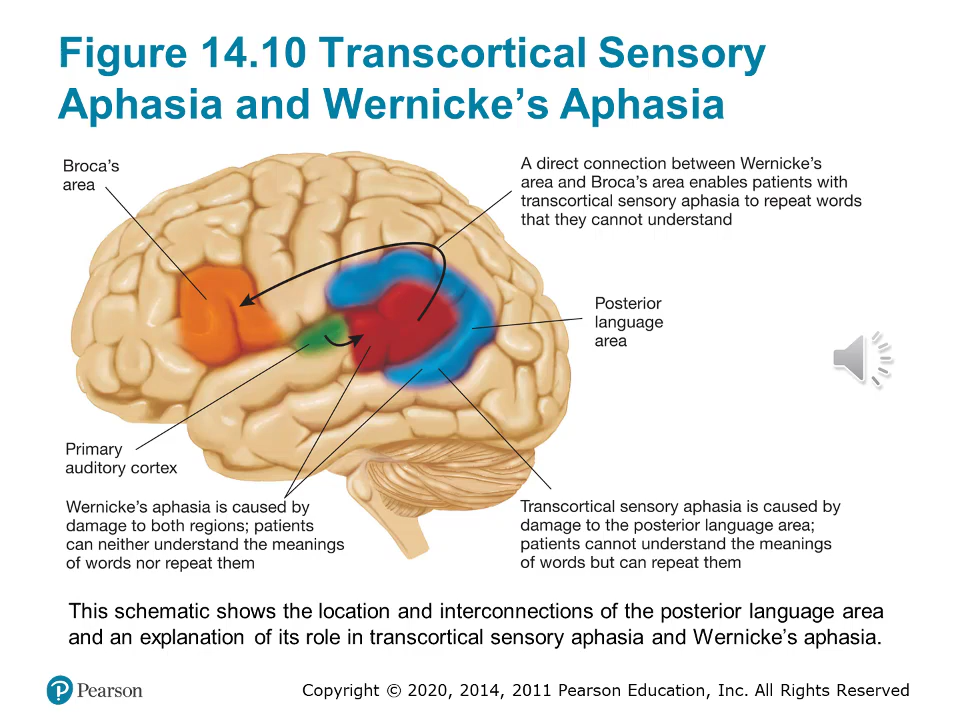 Figure 14.10 Transcortical Sensory
Aphasia and Wernicke’s Aphasia
Broca’s
area
A direct connection between Wernicke’s
area and Broca’s area enables patients with
transcortical sensory aphasia to repeat words
that they cannot understand
Posterior
language
area
Primary
auditory cortex
Wernicke’s aphasia is caused by
damage to both regions; patients
can neither understand the meanings
of words nor repeat them
Transcortical sensory aphasia is caused by
damage to the posterior language area;
patients cannot understand the meanings
of words but can repeat them
This schematic shows the location and interconnections of the posterior language area
and an explanation of its role in transcortical sensory aphasia and Wernicke’s aphasia.
P Pearson
Copyright © 2020, 2014, 2011 Pearson Education, Inc. All Rights Reserved